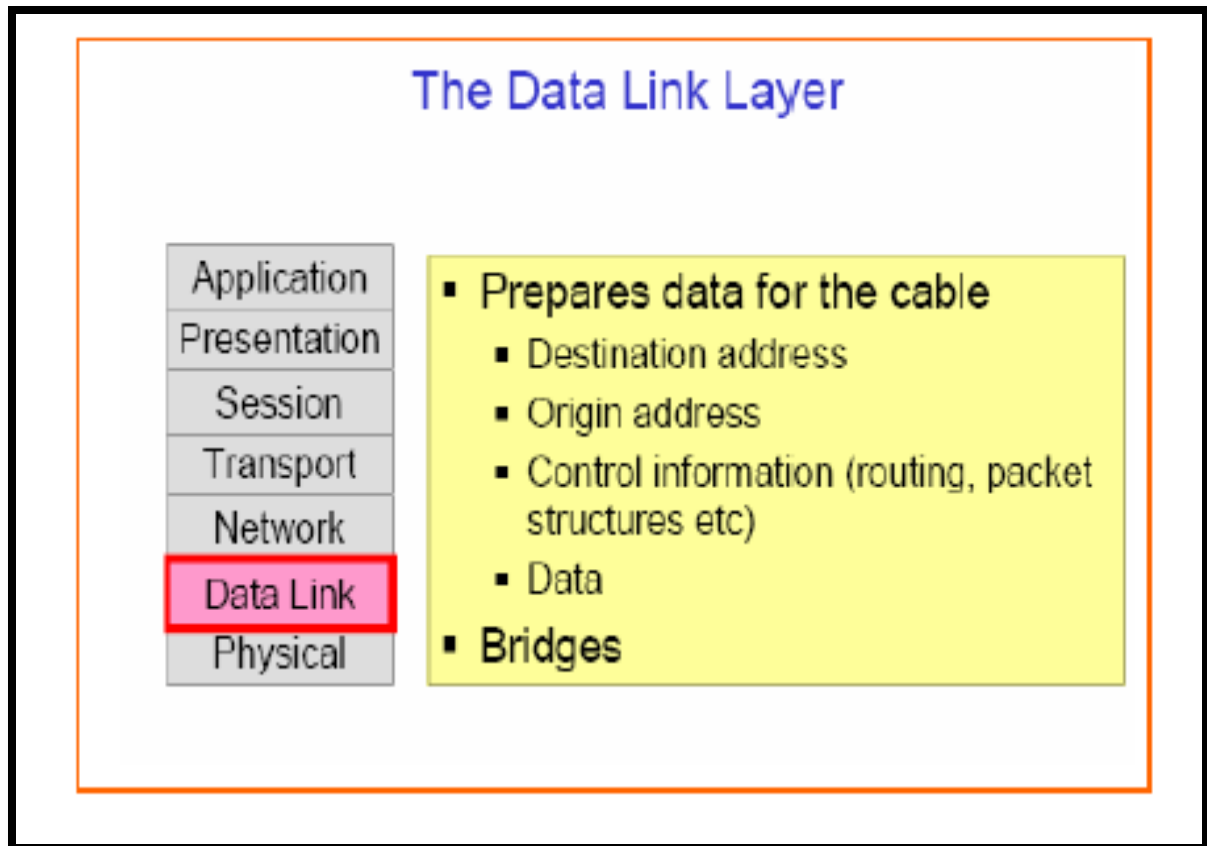 The Data Link Layer
Application
Presentation
Session
Transport
Network
Data Link
Physical
▪ Prepares data for the cable
▪ Destination address
▪ Origin address
▪ Control information (routing, packet
structures etc)
▪ Data
▪ Bridges